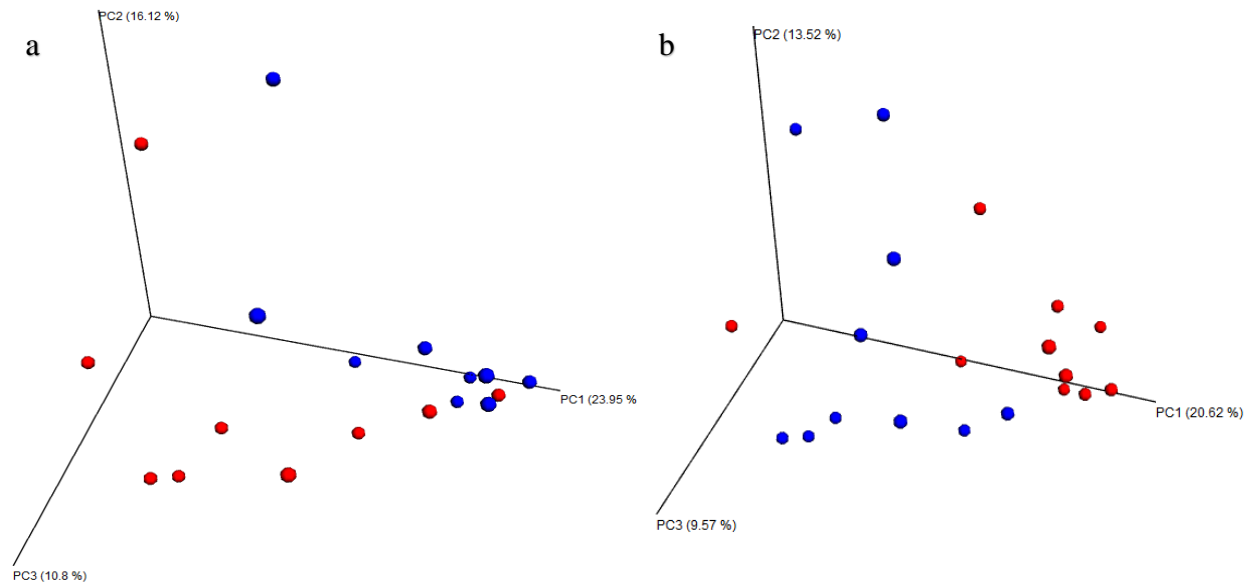 a
PC2 (16.12 %)
PC1 (23.95 %
PC3 (10.8 %)
b
PC2 (13.52 %)
PC1 (20.62 %)
PC3 (9.57 %)